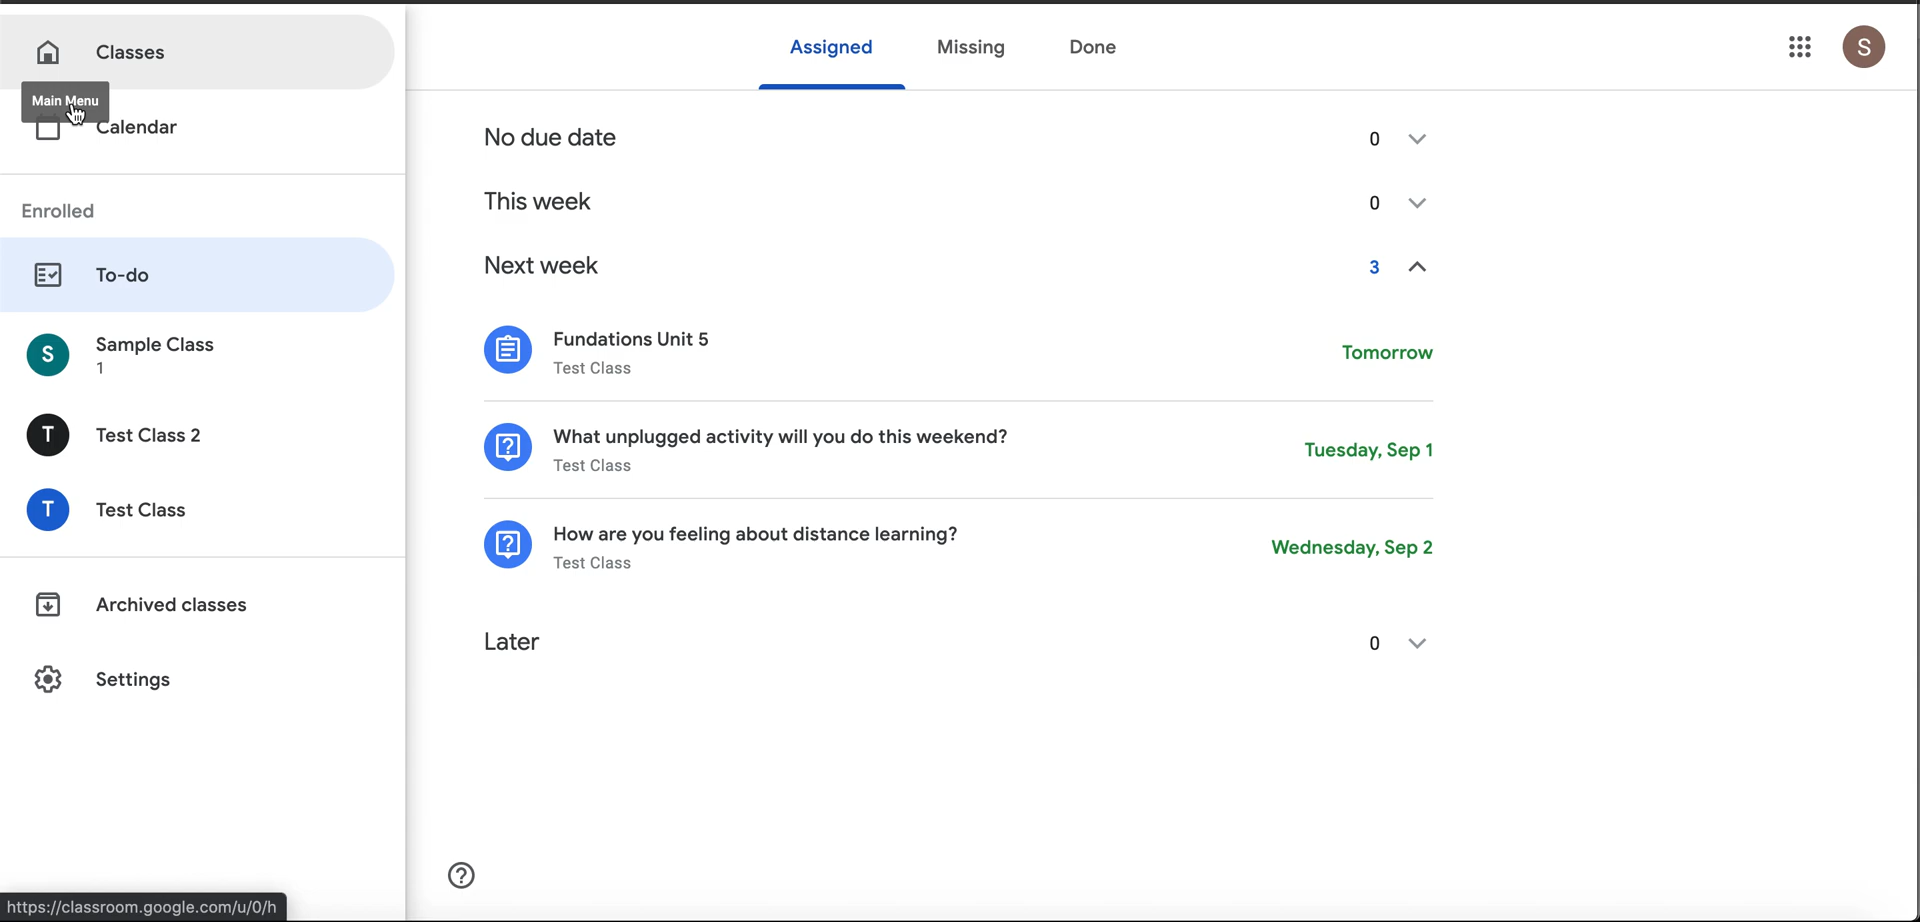 Classes
Main Menu
Calendar
Enrolled
To-do
S
Sample Class
1
T
Test Class 2
T
Test Class
Archived classes
Settings
https://classroom.google.com/u/0/h
Assigned Missing Done
S
No due date 0
This week 0
Next week 3
Fundations Unit 5
Test Class
Tomorrow
What unplugged activity will you do this weekend?
Test Class
Tuesday, Sep 1
How are you feeling about distance learning?
Test Class
Wednesday, Sep 2
Later 0